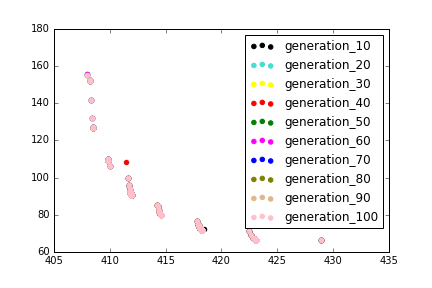 180
160
140
120
100
80
60
405
410
415
420
425
430
435
generation_10
generation_20
generation_30
generation_40
generation_50
generation_60
generation_70
generation_80
generation_90
generation_100